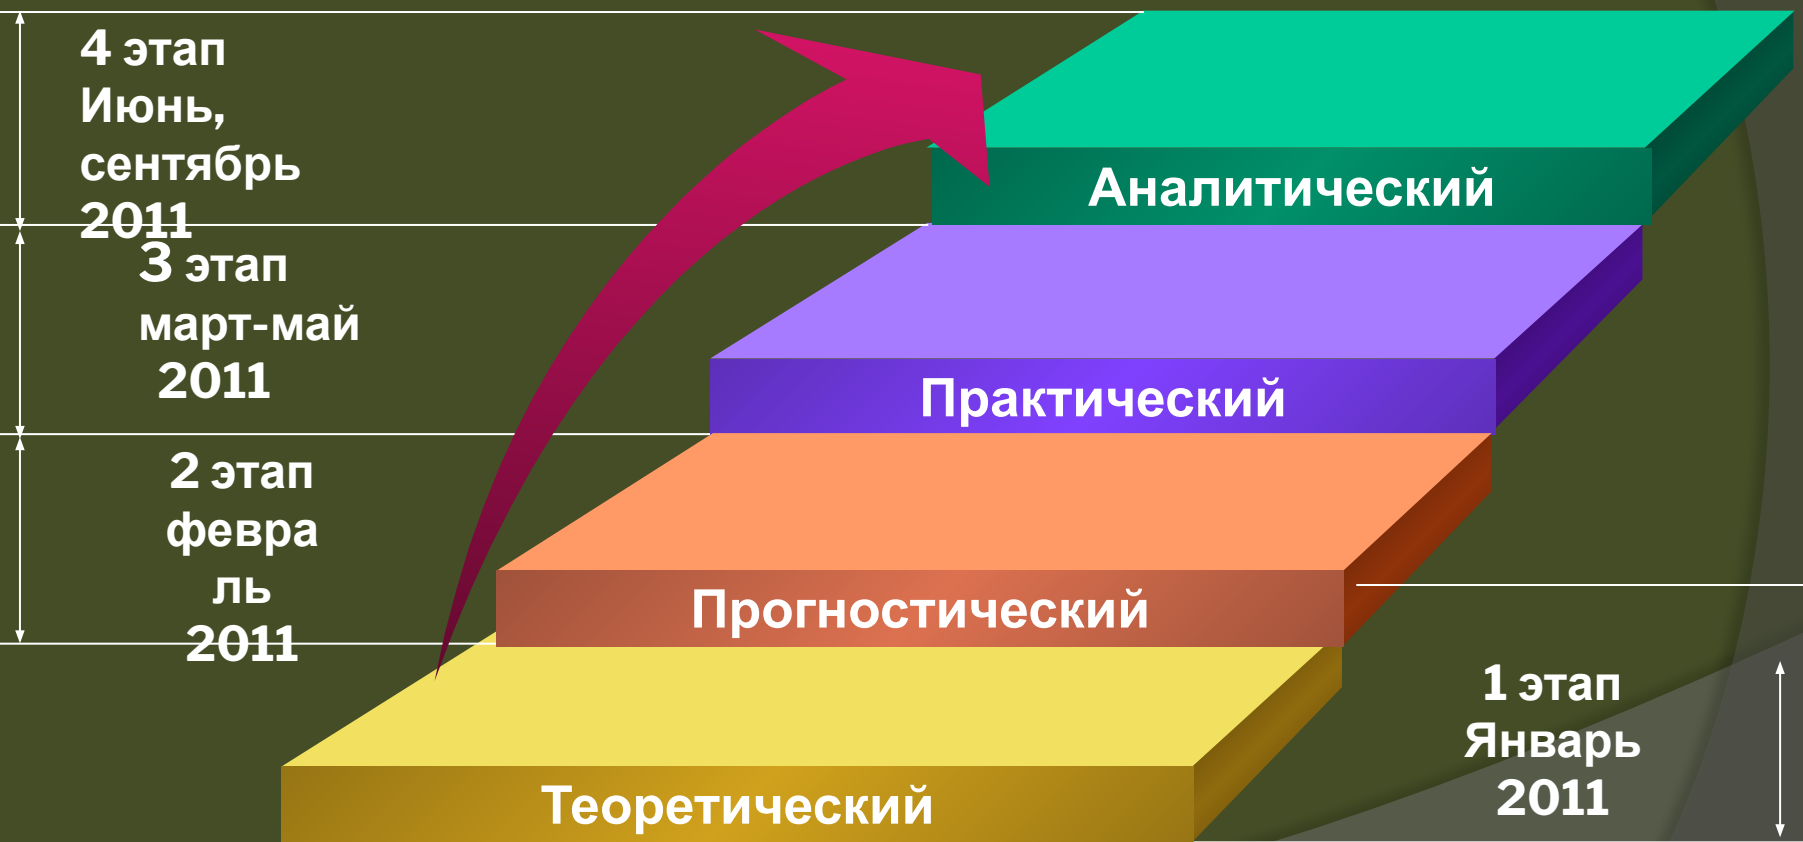 4 этап
Июнь,
сентябрь
2011
Аналитический
3 этап
март-май
2011
Практический
2 этап
февра
ль
2011
Прогностический
1 этап
Январь
2011
Теоретический